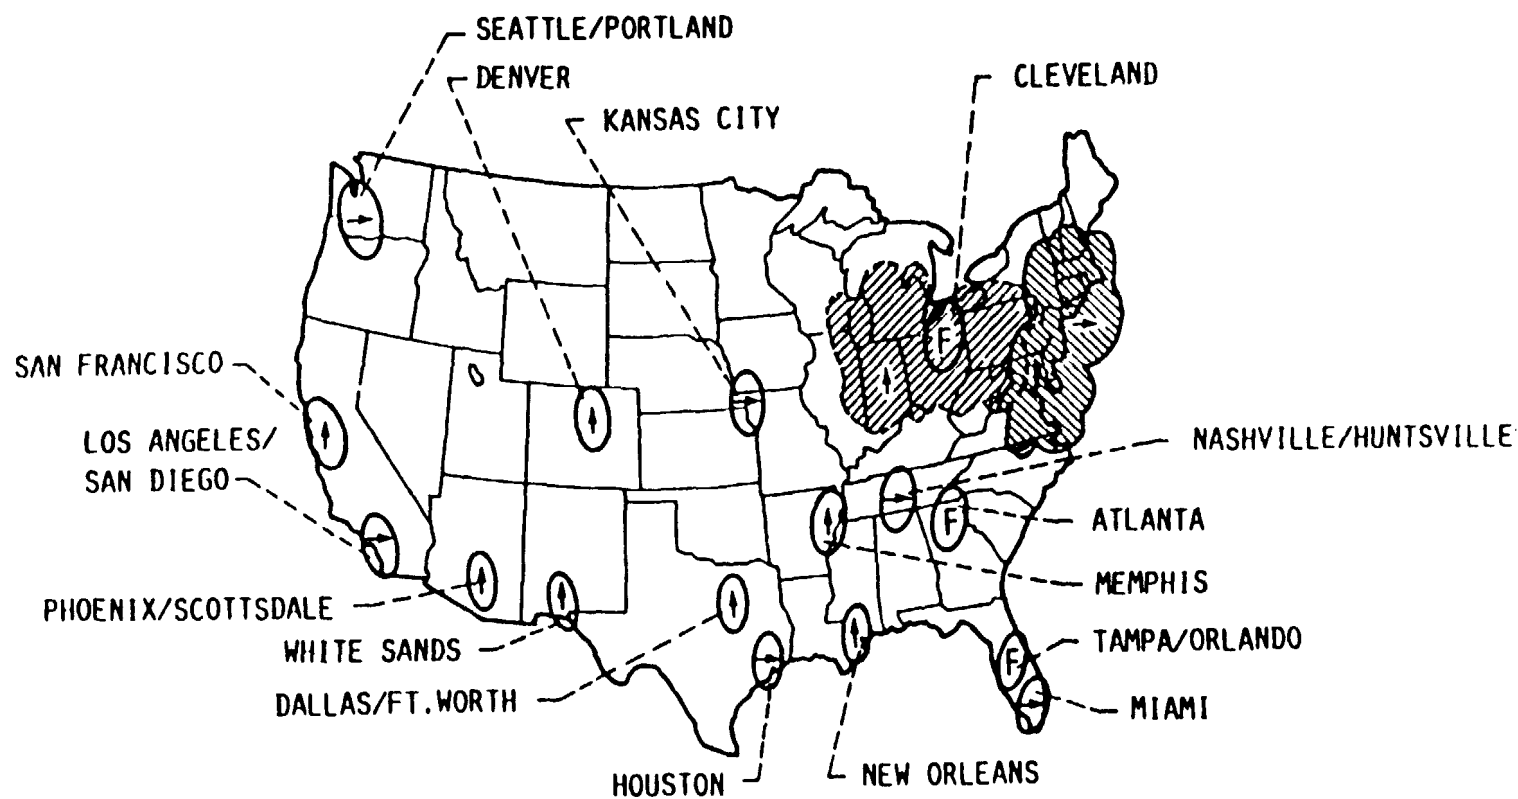 SEATTLE/PORTLAND
DENVER
CLEVELAND
KANSAS CITY
SAN FRANCISCO
F
LOS ANGELES/
SAN DIEGO
NASHVILLE/HUNTSVILLE
F
ATLANTA
MEMPHIS
PHOENIX/SCOTTSDALE
WHITE SANDS
TAMPA/ORLANDO
F
DALLAS/FT.WORTH
MIAMI
HOUSTON
NEW ORLEANS